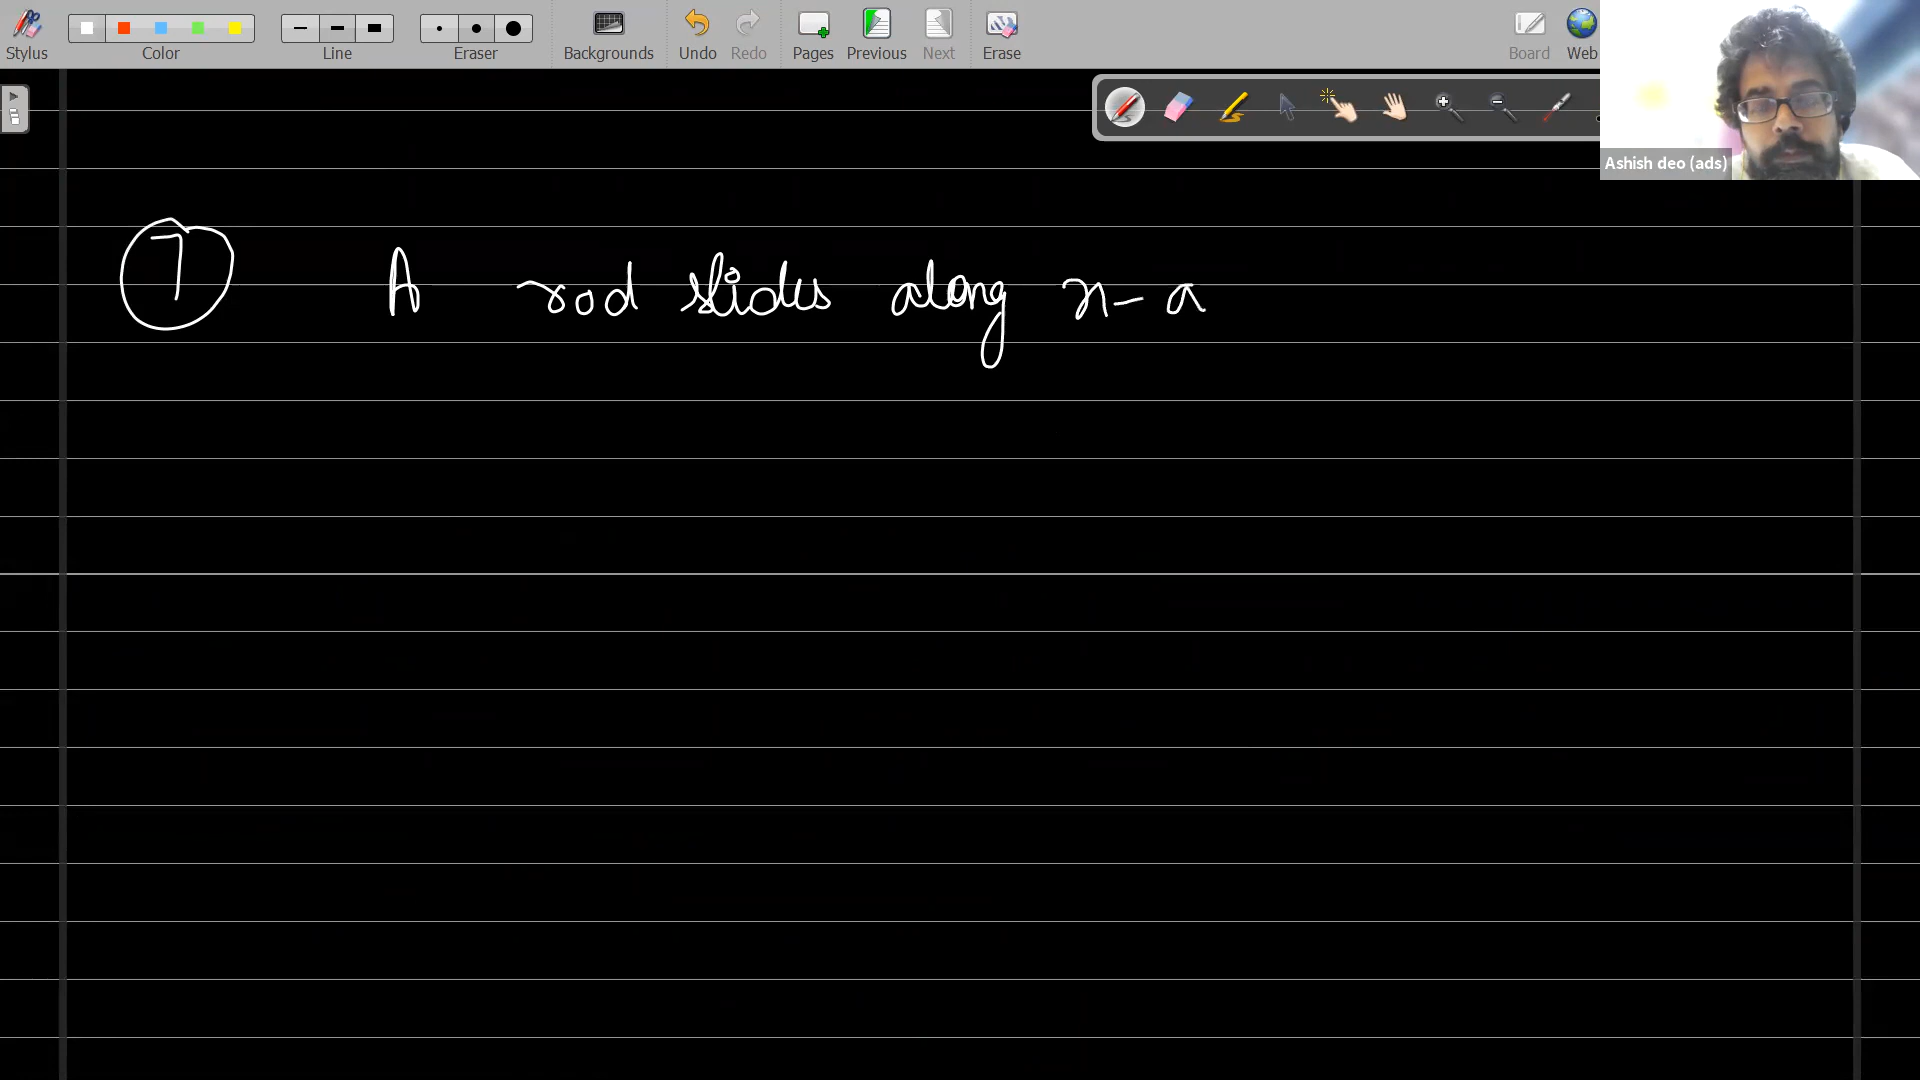 Stylus Color Line Eraser Backgrounds Undo Redo Pages Previous Next Erase Board Web
Ashish deo (ads)
7 A rod slides along x- a